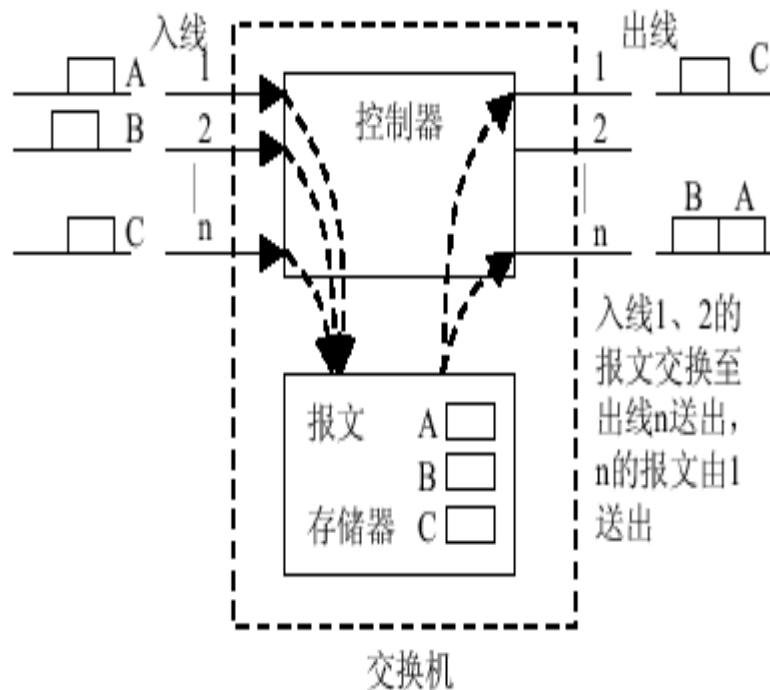 入线 出线
A 1 控制器 1 C
B 2 2
C n n B A
入线1、2的
报文交换至
出线n送出,
n的报文由1
送出
报文 A
B
存储器 C
交换机